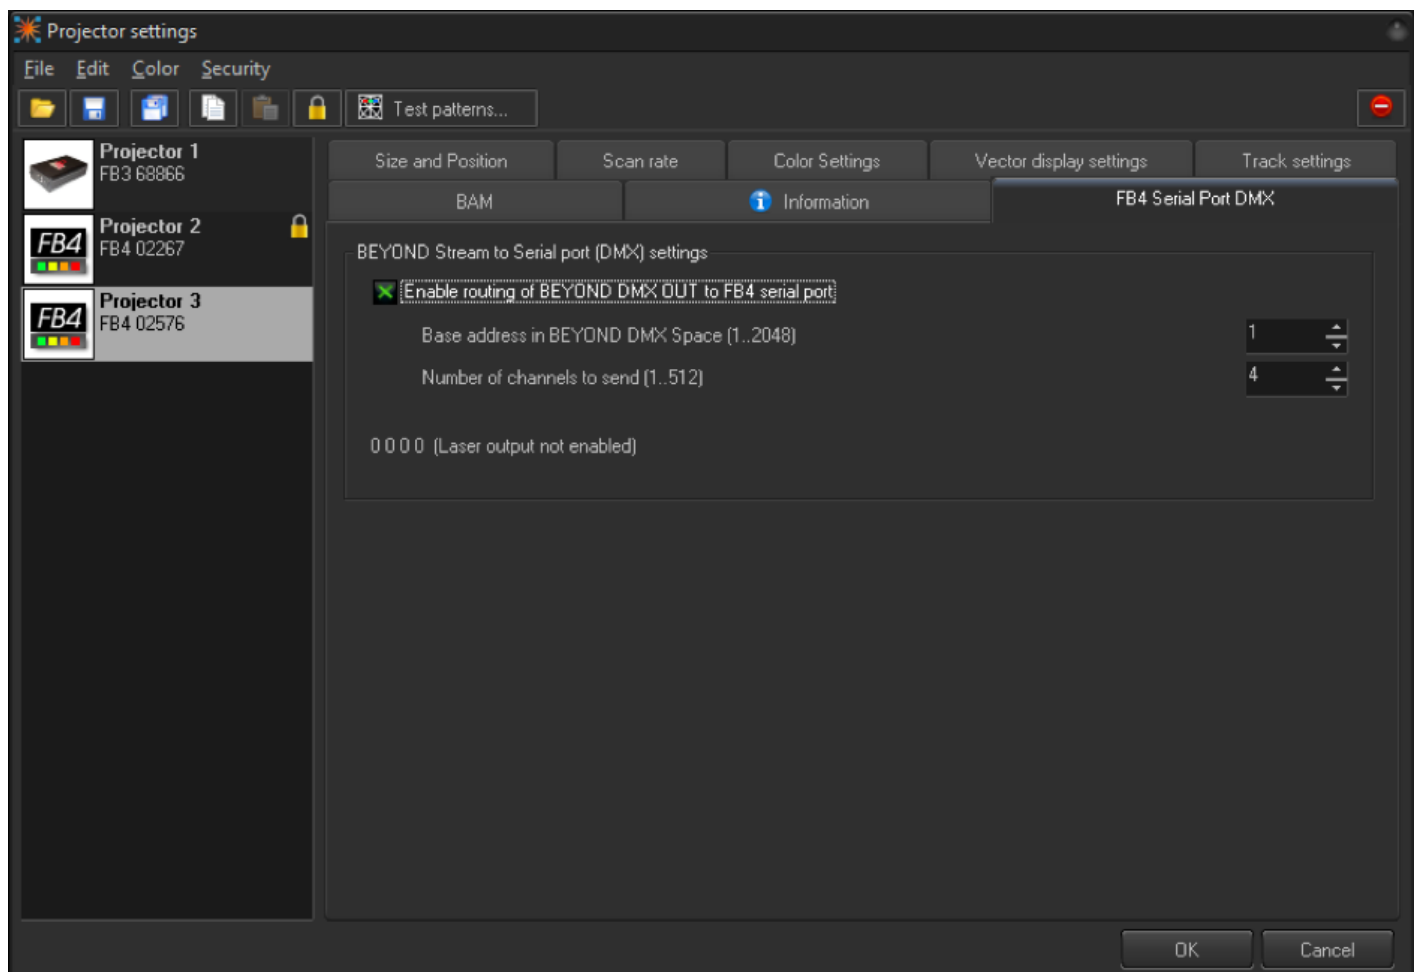 Projector settings
File Edit Color Security
Test patterns...
Projector 1
FB3 68866
FB4
Projector 2
FB4 02267
FB4
Projector 3
FB4 02576
Size and Position Scan rate Color Settings Vector display settings Track settings
BAM Information FB4 Serial Port DMX
BEYOND Stream to Serial port (DMX) settings
Enable routing of BEYOND DMX OUT to FB4 serial port
Base address in BEYOND DMX Space (1..2048) 1
Number of channels to send (1..512) 4
0 0 0 0 (Laser output not enabled)
OK Cancel